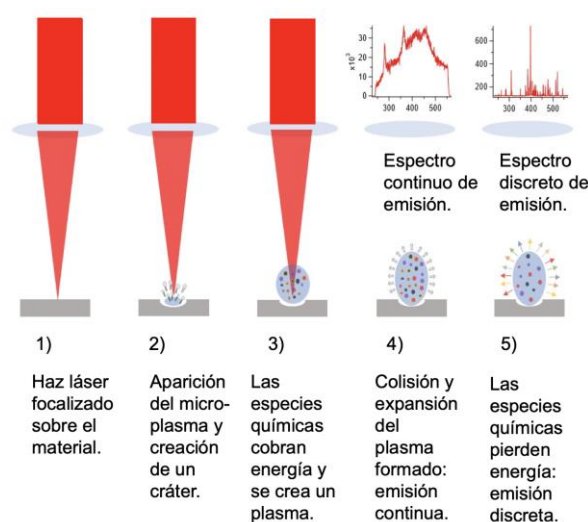 30
20
10
0
×10³
300
400
500
600
400
200
300
400
500
Espectro
continuo de
emisión.
Espectro
discreto de
emisión.
1)
Haz láser
focalizado
sobre el
material.
2)
Aparición
del micro-
plasma y
creación
de un
cráter.
3)
Las
especies
químicas
cobran
energía y
se crea un
plasma.
4)
Colisión y
expansión
del
plasma
formado:
emisión
continua.
5)
Las
especies
químicas
pierden
energía:
emisión
discreta.